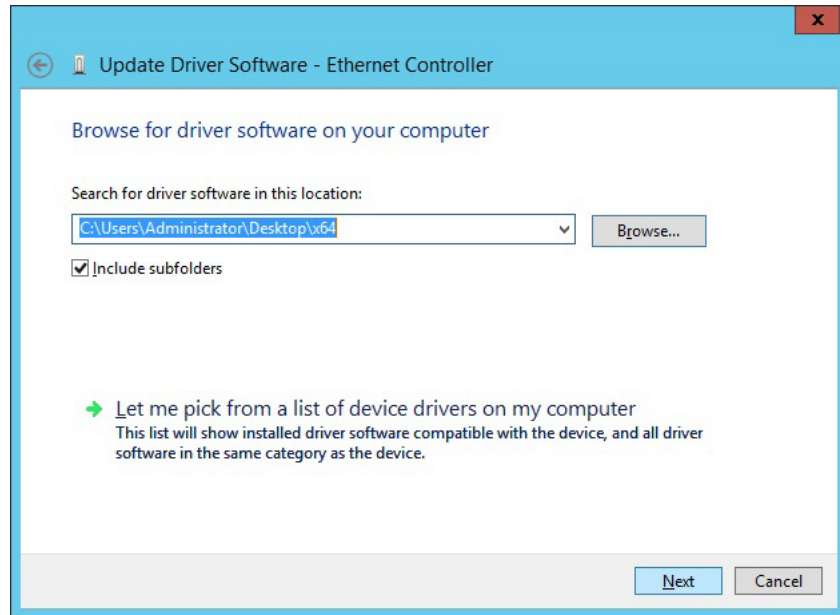 x
Update Driver Software - Ethernet Controller
Browse for driver software on your computer
Search for driver software in this location:
C:\Users\Administrator\Desktop\x64
Browse...
Include subfolders
Let me pick from a list of device drivers on my computer
This list will show installed driver software compatible with the device, and all driver
software in the same category as the device.
Next
Cancel